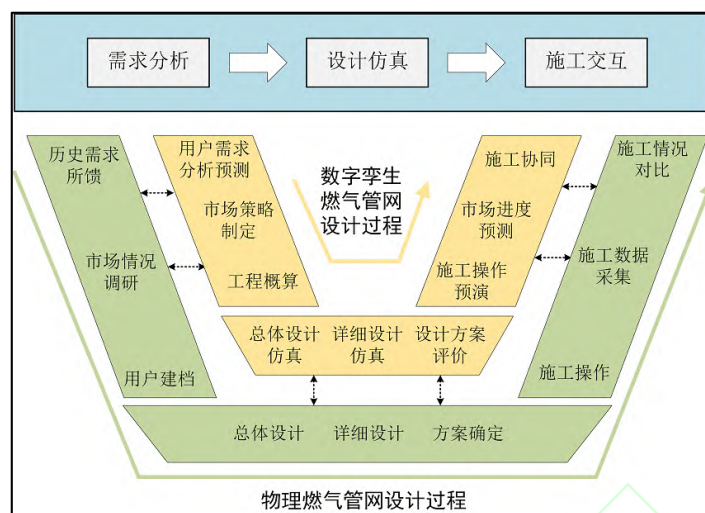 需求分析
设计仿真
施工交互
历史需求
所馈
市场情况
调研
用户建档
用户需求
分析预测
市场策略
制定
工程概算
数字孪生
燃气管网
设计过程
施工协同
市场进度
预测
施工操作
预演
施工情况
对比
施工数据
采集
施工操作
总体设计
仿真
详细设计
仿真
设计方案
评价
总体设计
详细设计
方案确定
物理燃气管网设计过程